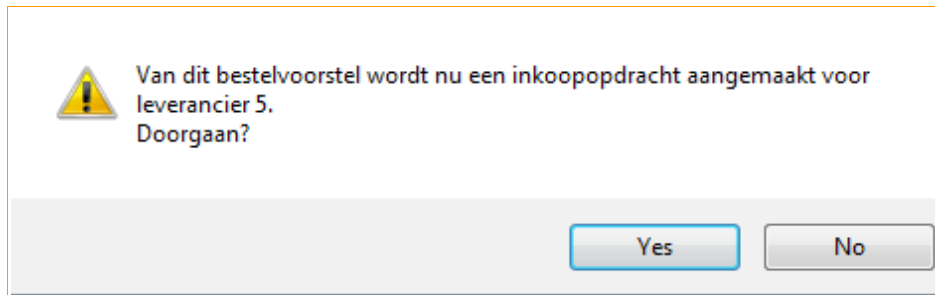 Van dit bestelvoorstel wordt nu een inkoopopdracht aangemaakt voor
leverancier 5.
Doorgaan?
Yes No